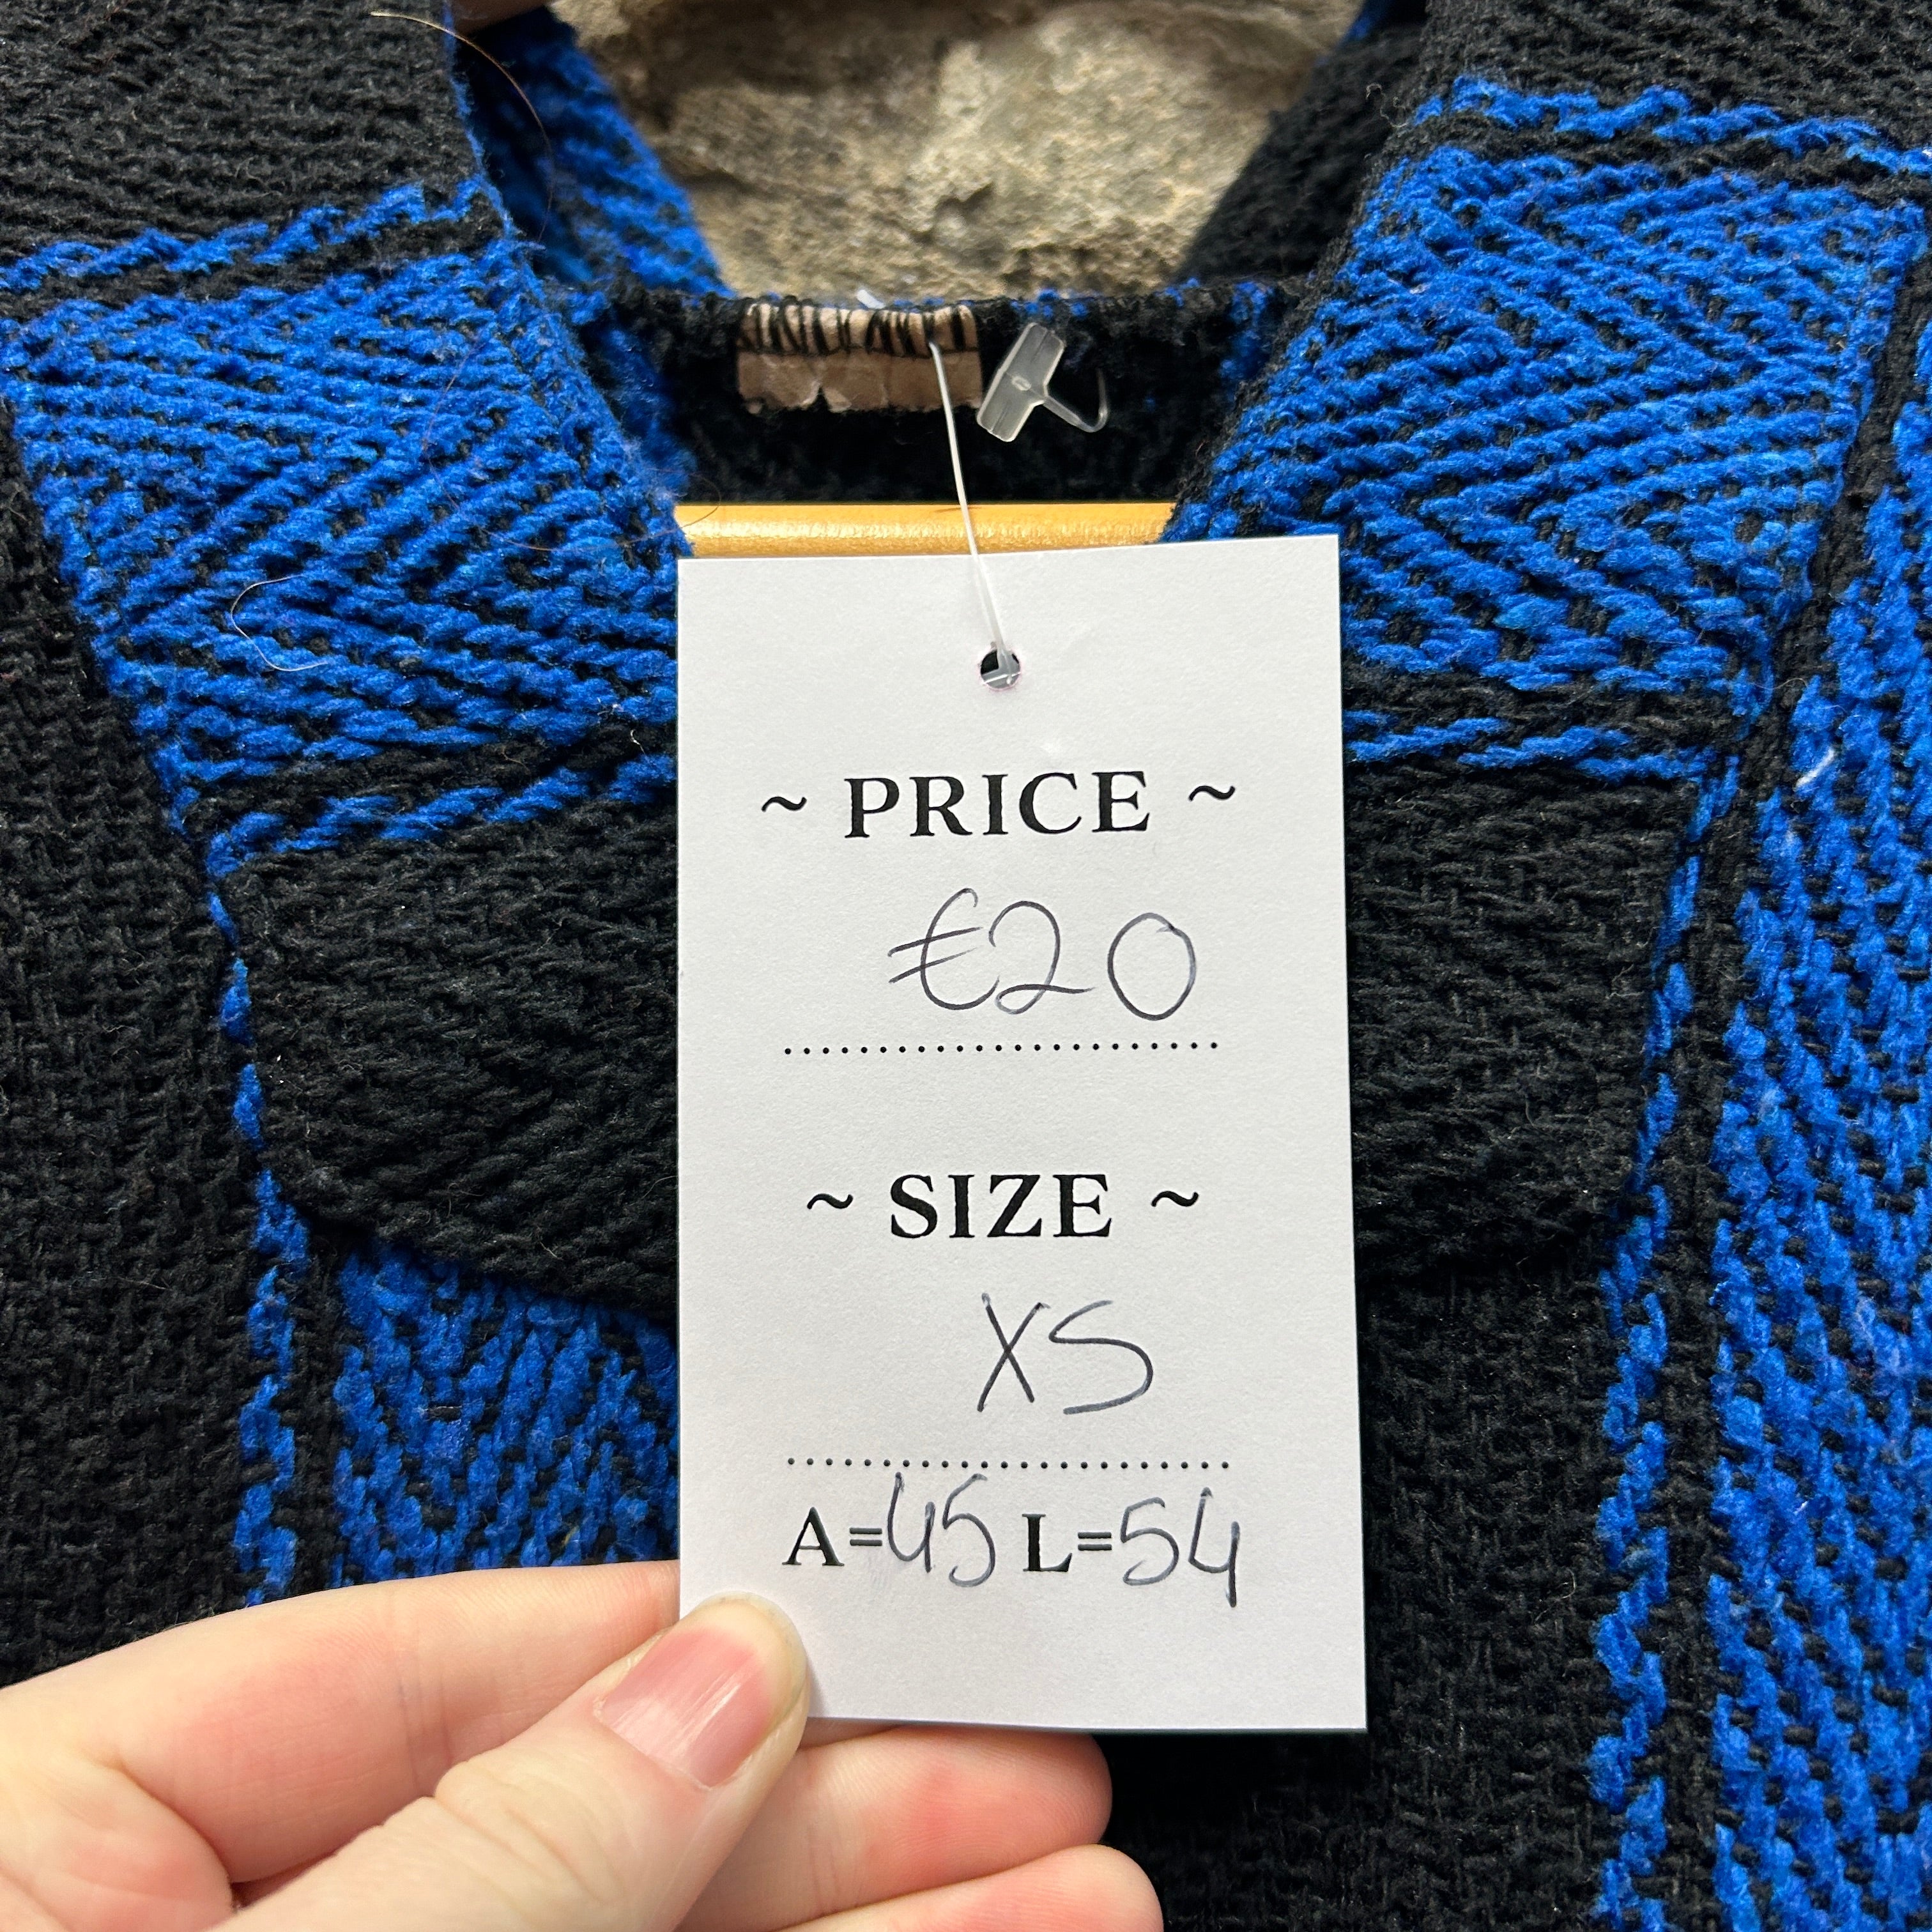 ~ PRICE ~
€20
~ SIZE ~
XS
A=45 L=54